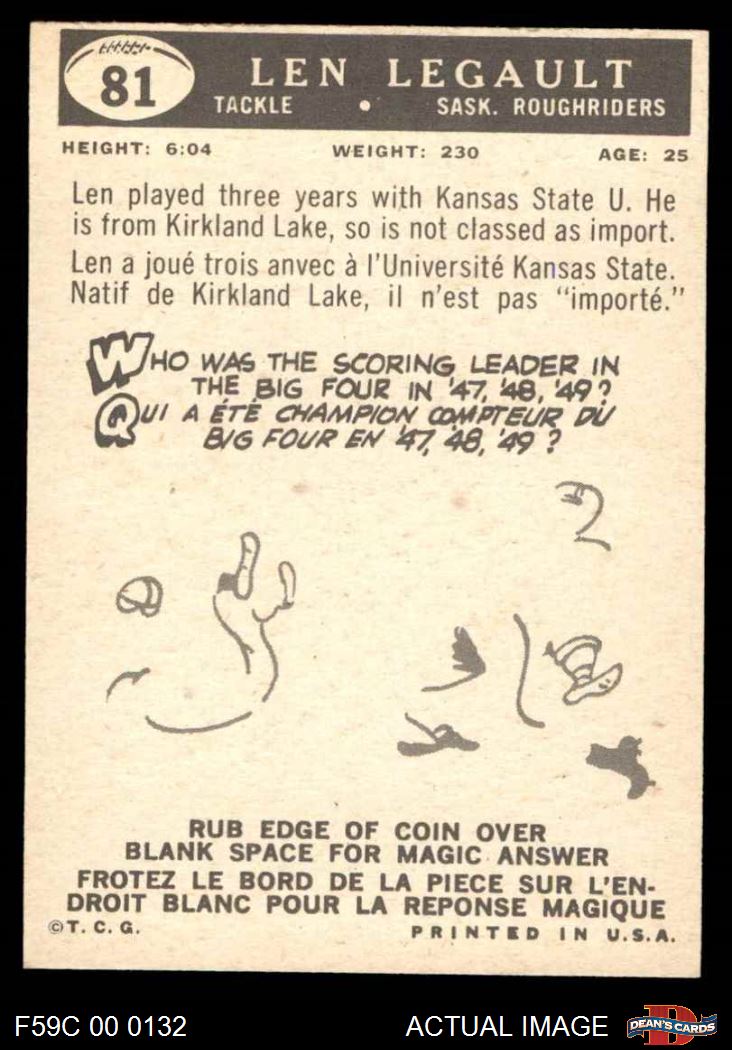 81
LEN LEGAULT
TACKLE • SASK. ROUGHRIDERS
HEIGHT: 6:04 WEIGHT: 230 AGE: 25
Len played three years with Kansas State U. He
is from Kirkland Lake, so is not classed as import.
Len a joué trois anvec à l'Université Kansas State.
Natif de Kirkland Lake, il n'est pas "importé."
WHO WAS THE SCORING LEADER IN
THE BIG FOUR IN '47, '48, '49?
QUI A ÉTÉ CHAMPION COMPTEUR DU
BIG FOUR EN '47, '48, '49?
RUB EDGE OF COIN OVER
BLANK SPACE FOR MAGIC ANSWER
FROTEZ LE BORD DE LA PIECE SUR L'EN-
DROIT BLANC POUR LA REPONSE MAGIQUE
©T. C. G. PRINTED IN U.S.A.
F59C 00 0132 ACTUAL IMAGE DEAN'S CARDS